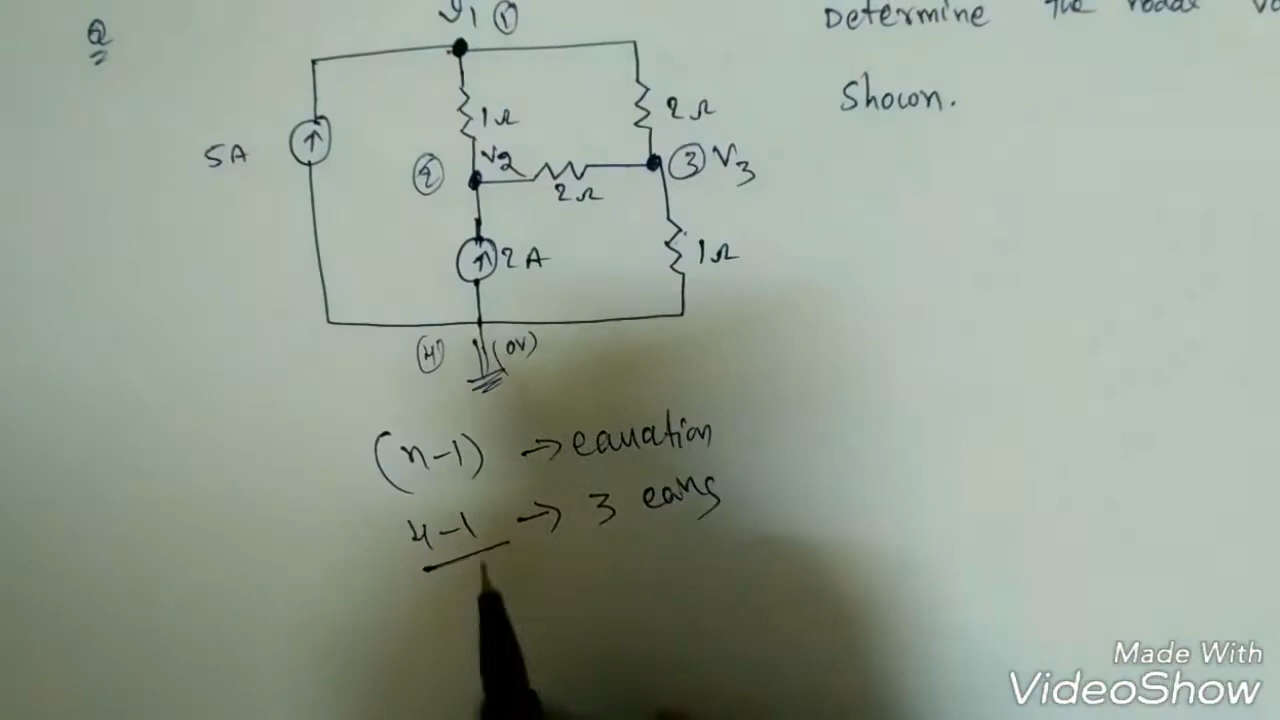 Q
V1 ①
Determine the
Shown.
5A
1Ω
2Ω
② V2
2Ω
③ V3
2A
1Ω
④ (0V)
(n-1) → equation
4-1 → 3 eqns
Made With
VideoShow